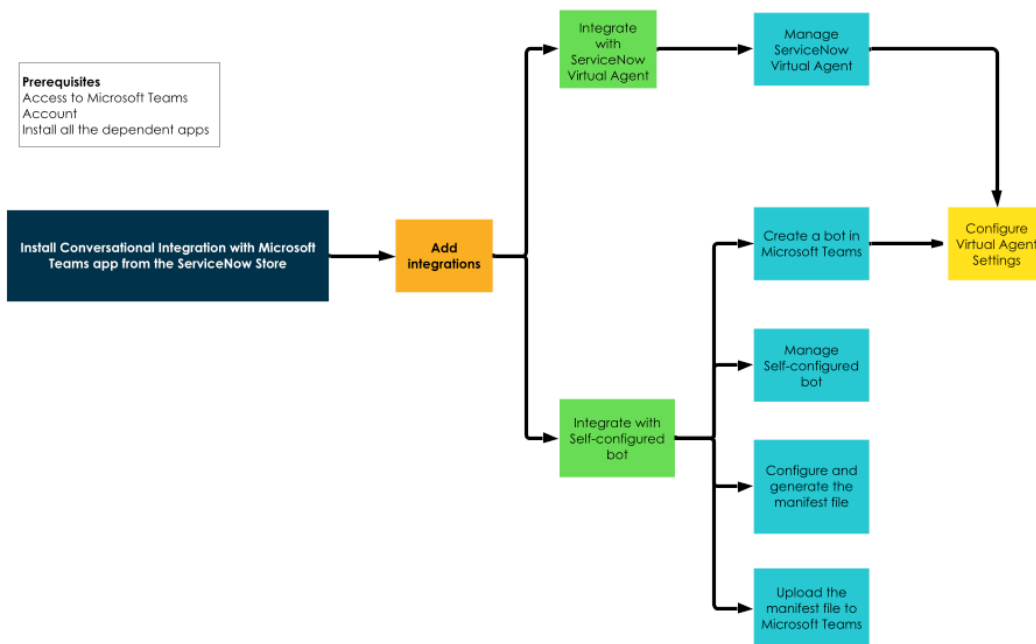 Prerequisites
Access to Microsoft Teams
Account
Install all the dependent apps
Install Conversational Integration with Microsoft
Teams app from the ServiceNow Store
Add
integrations
Integrate
with
ServiceNow
Virtual Agent
Manage
ServiceNow
Virtual Agent
Integrate with
Self-configured
bot
Create a bot in
Microsoft Teams
Configure
Virtual Agent
Settings
Manage
Self-configured
bot
Configure and
generate the
manifest file
Upload the
manifest file to
Microsoft Teams